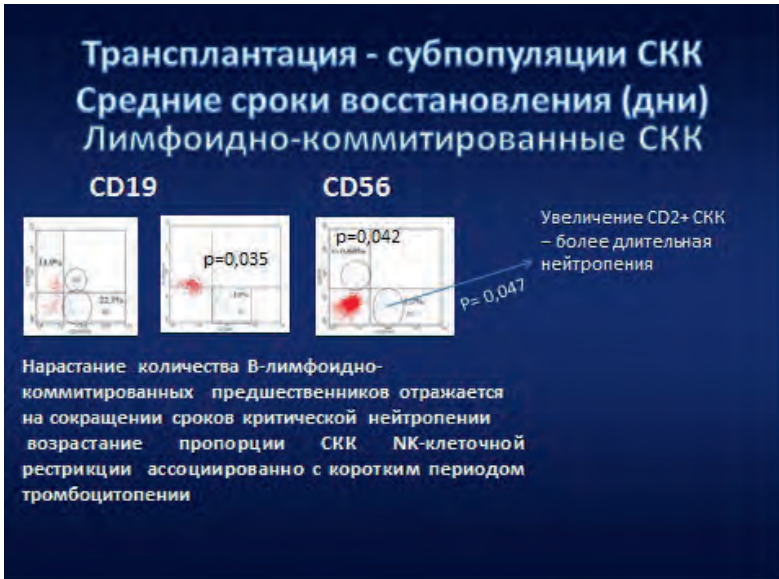 Трансплантация - субпопуляции СКК
Средние сроки восстановления (дни)
Лимфоидно-коммитированные СКК
CD19
CD56
p=0,035
p=0,042
P= 0,047
Увеличение CD2+ СКК
– более длительная
нейтропения
Нарастание количества В-лимфоидно-
коммитированных предшественников отражается
на сокращении сроков критической нейтропении
возрастание пропорции СКК NK-клеточной
рестрикции ассоциированно с коротким периодом
тромбоцитопении